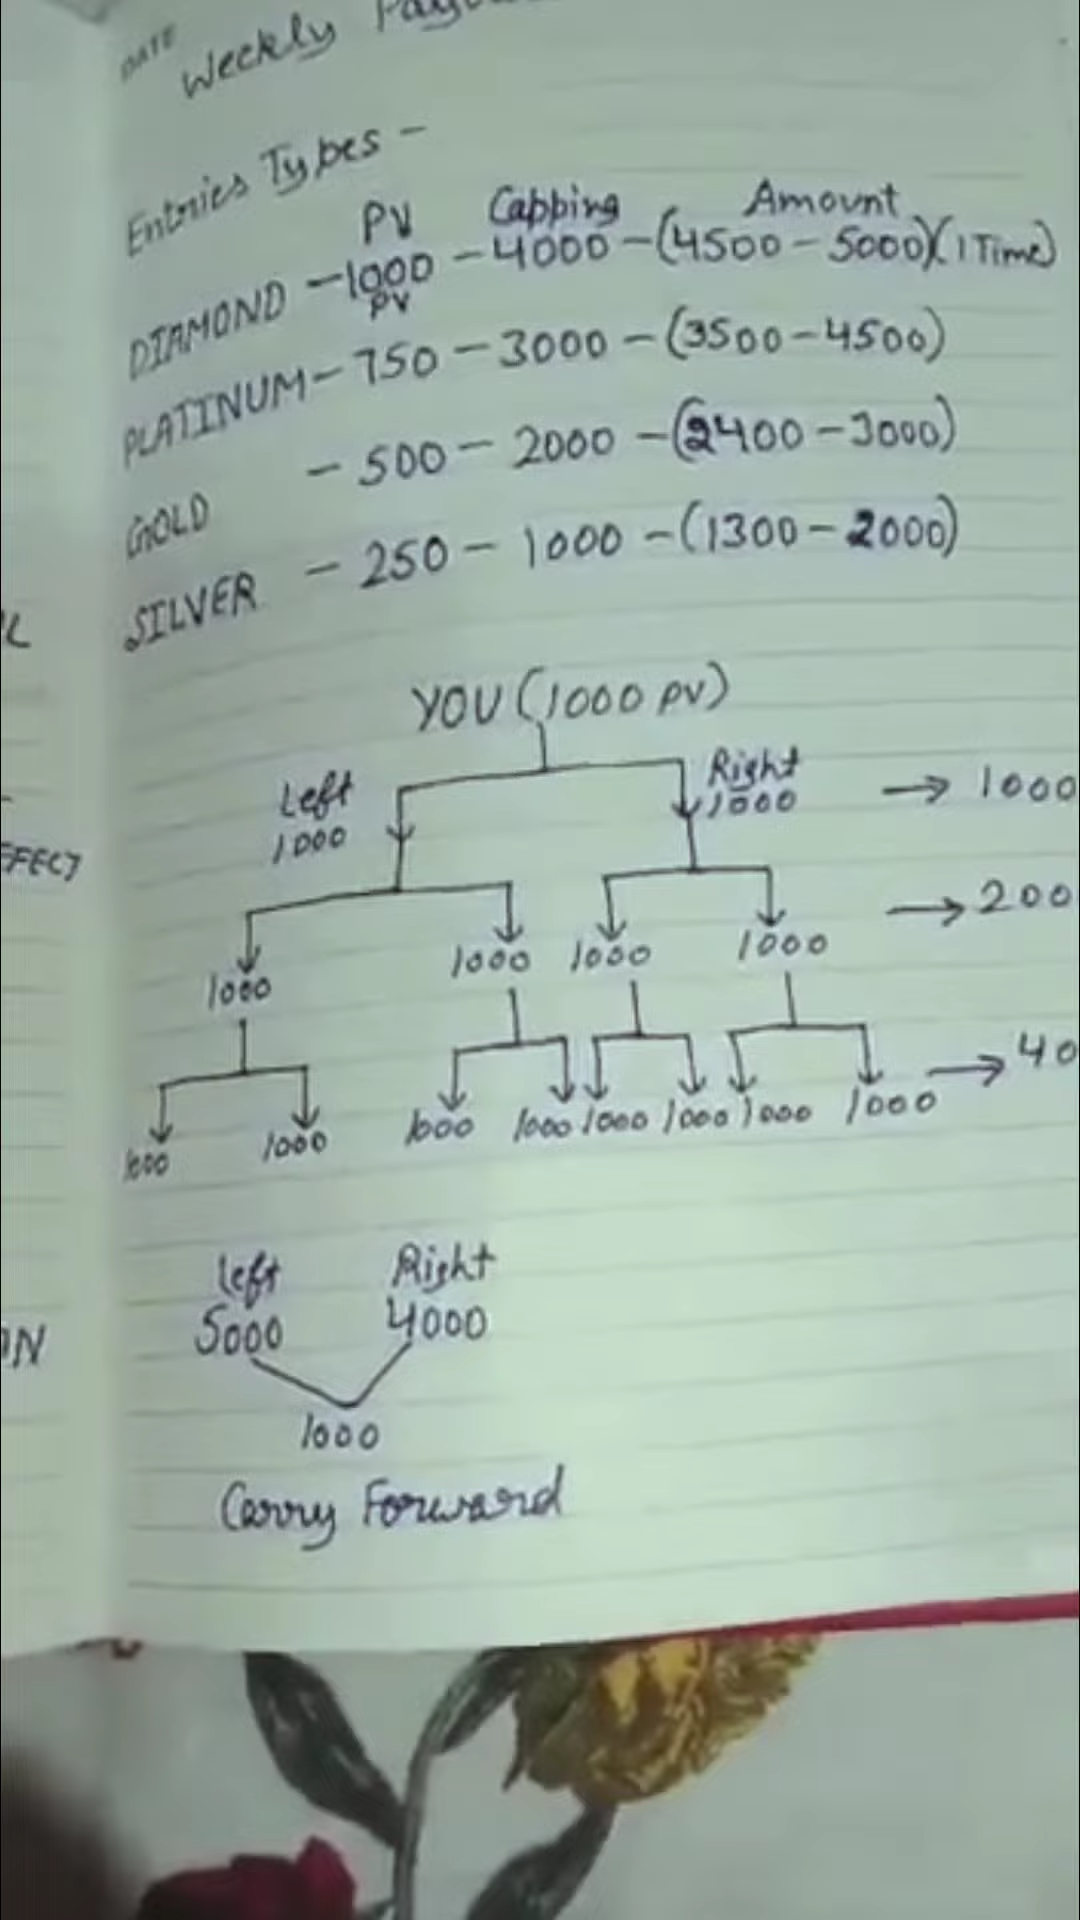 DATE
Weekly
Entries Types -
PV Capping Amount
DIAMOND - 1000 PV - 4000 - (4500 - 5000) (1 Time)
PLATINUM - 750 - 3000 - (3500 - 4500)
GOLD - 500 - 2000 - (2400 - 3000)
SILVER - 250 - 1000 - (1300 - 2000)
YOU (1000 PV)
Left Right
1000 1000 → 1000
1000 1000 1000 1000 → 200
1000 1000 1000 1000 1000 1000 1000 1000 → 40
Left Right
5000 4000
1000
Carry Forward